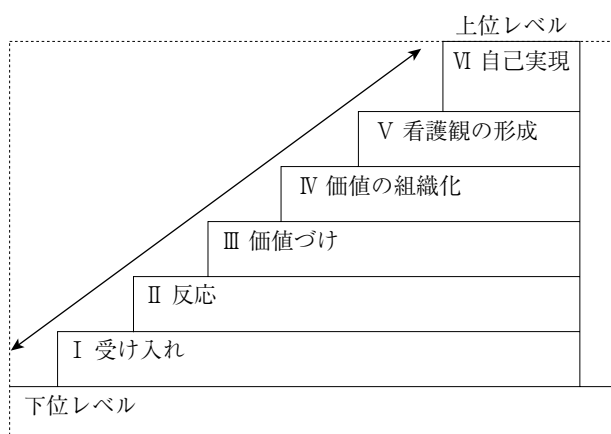 上位レベル
Ⅵ 自己実現
Ⅴ 看護観の形成
Ⅳ 価値の組織化
Ⅲ 価値づけ
Ⅱ 反応
Ⅰ 受け入れ
下位レベル